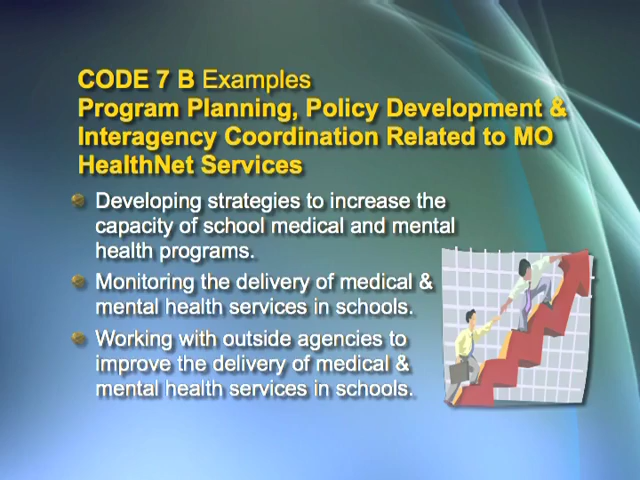 CODE 7 B Examples
Program Planning, Policy Development &
Interagency Coordination Related to MO
HealthNet Services
Developing strategies to increase the
capacity of school medical and mental
health programs.
Monitoring the delivery of medical &
mental health services in schools.
Working with outside agencies to
improve the delivery of medical &
mental health services in schools.